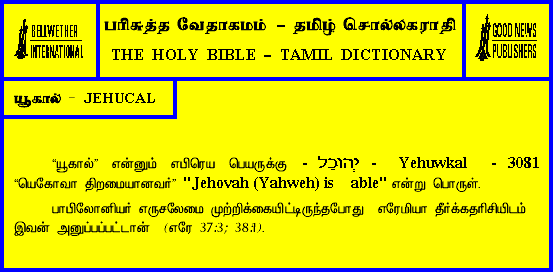 BELLWETHER
INTERNATIONAL
பரிசுத்த வேதாகமம் – தமிழ் சொல்லகராதி
THE HOLY BIBLE – TAMIL DICTIONARY
GOOD NEWS
PUBLISHERS
யூகால் - JEHUCAL
“யூகால்” என்னும் எபிரெய பெயருக்கு - יְהוּכַל - Yehuwkal - 3081
“யெகோவா திறமையானவர்” "Jehovah (Yahweh) is able" என்று பொருள்.
பாபிலோனியர் எருசலேமை முற்றிக்கையிட்டிருந்தபோது எரேமியா தீர்க்கதரிசியிடம்
இவன் அனுப்பப்பட்டான் (எரே 37:3; 38:1).